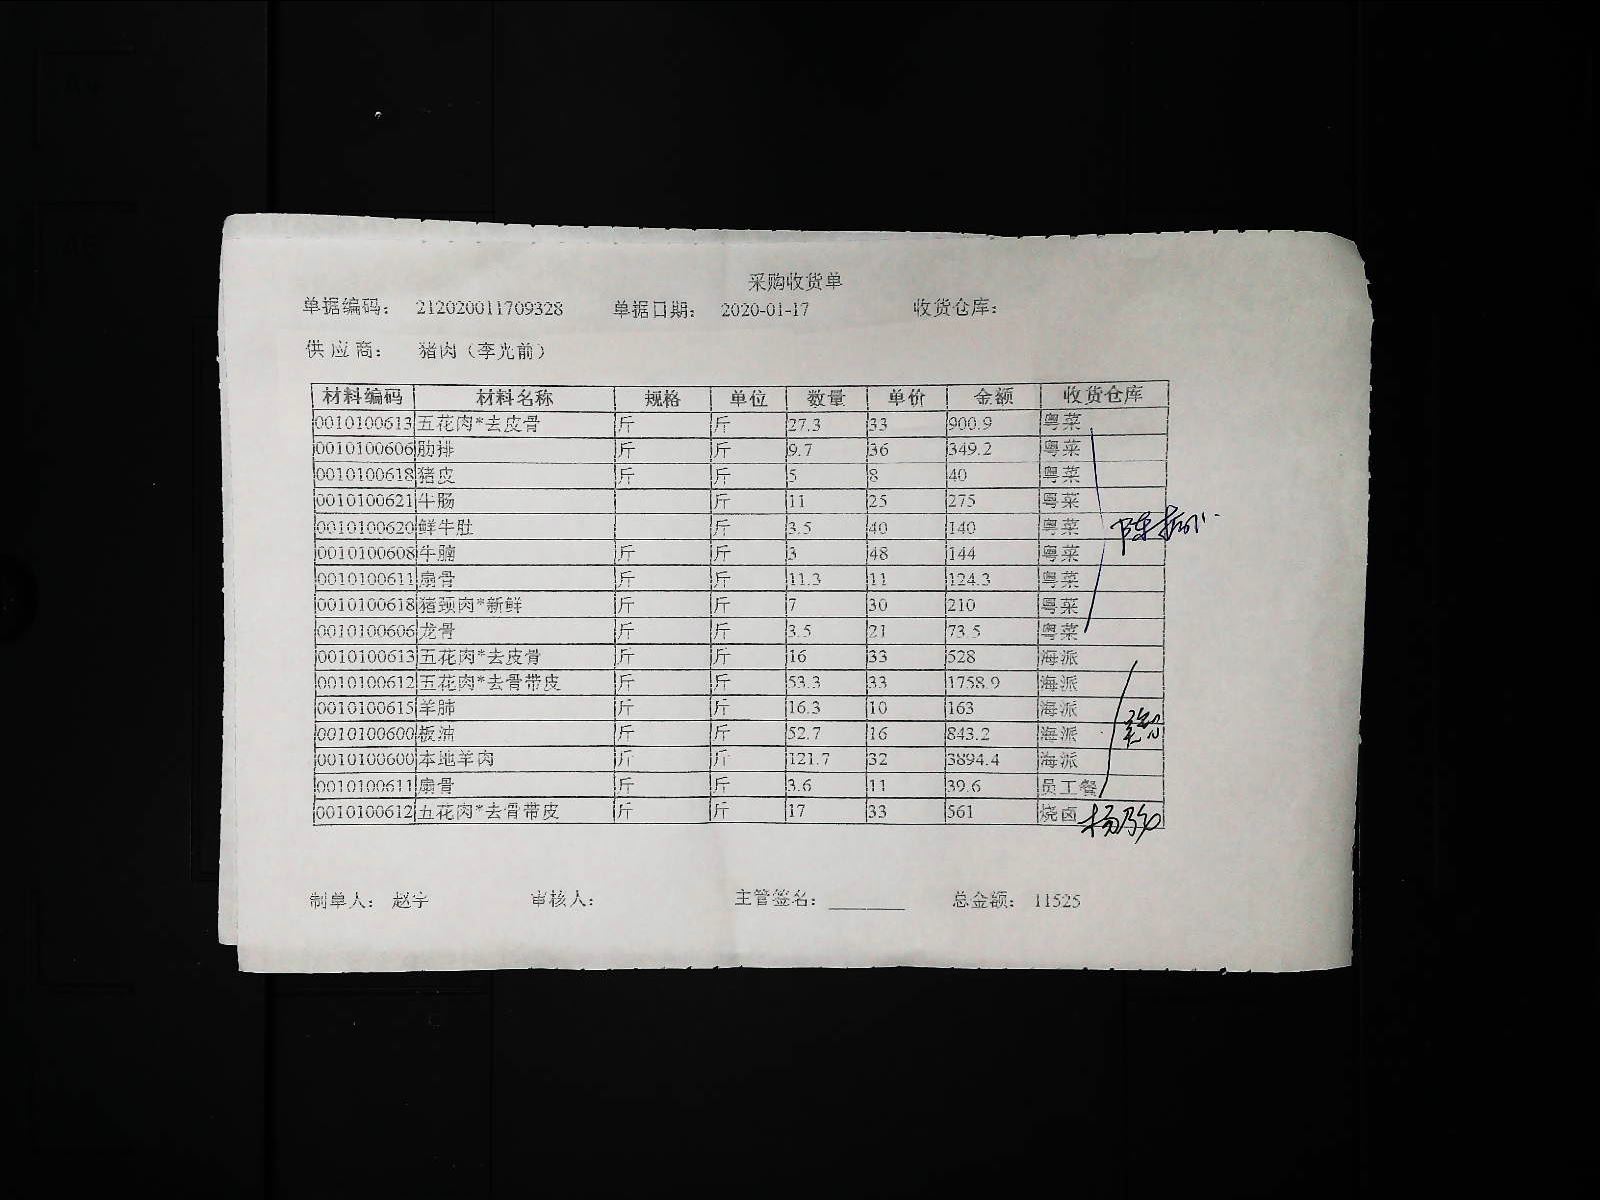 采购收货单
单据编码： 212020011709328 单据日期： 2020-01-17 收货仓库：
供 应 商： 猪肉（李光前）
材料编码 材料名称 规格 单位 数量 单价 金额 收货仓库
0010100613 五花肉*去皮骨 斤 斤 27.3 33 900.9 粤菜
0010100606 肋排 斤 斤 9.7 36 349.2 粤菜
0010100618 猪皮 斤 斤 5 8 40 粤菜
0010100621 牛肠 斤 11 25 275 粤菜
0010100620 鲜牛肚 斤 3.5 40 140 粤菜
0010100608 牛腩 斤 斤 3 48 144 粤菜
0010100611 扇骨 斤 斤 11.3 11 124.3 粤菜
0010100618 猪颈肉*新鲜 斤 斤 7 30 210 粤菜
0010100606 龙骨 斤 斤 3.5 21 73.5 粤菜
0010100613 五花肉*去皮骨 斤 斤 16 33 528 海派
0010100612 五花肉*去骨带皮 斤 斤 53.3 33 1758.9 海派
0010100615 羊肺 斤 斤 16.3 10 163 海派
0010100600 板油 斤 斤 52.7 16 843.2 海派
0010100600 本地羊肉 斤 斤 121.7 32 3894.4 海派
0010100611 扇骨 斤 斤 3.6 11 39.6 员工餐
0010100612 五花肉*去骨带皮 斤 斤 17 33 561 烧卤
制单人： 赵宇 审核人： 主管签名： 总金额： 11525